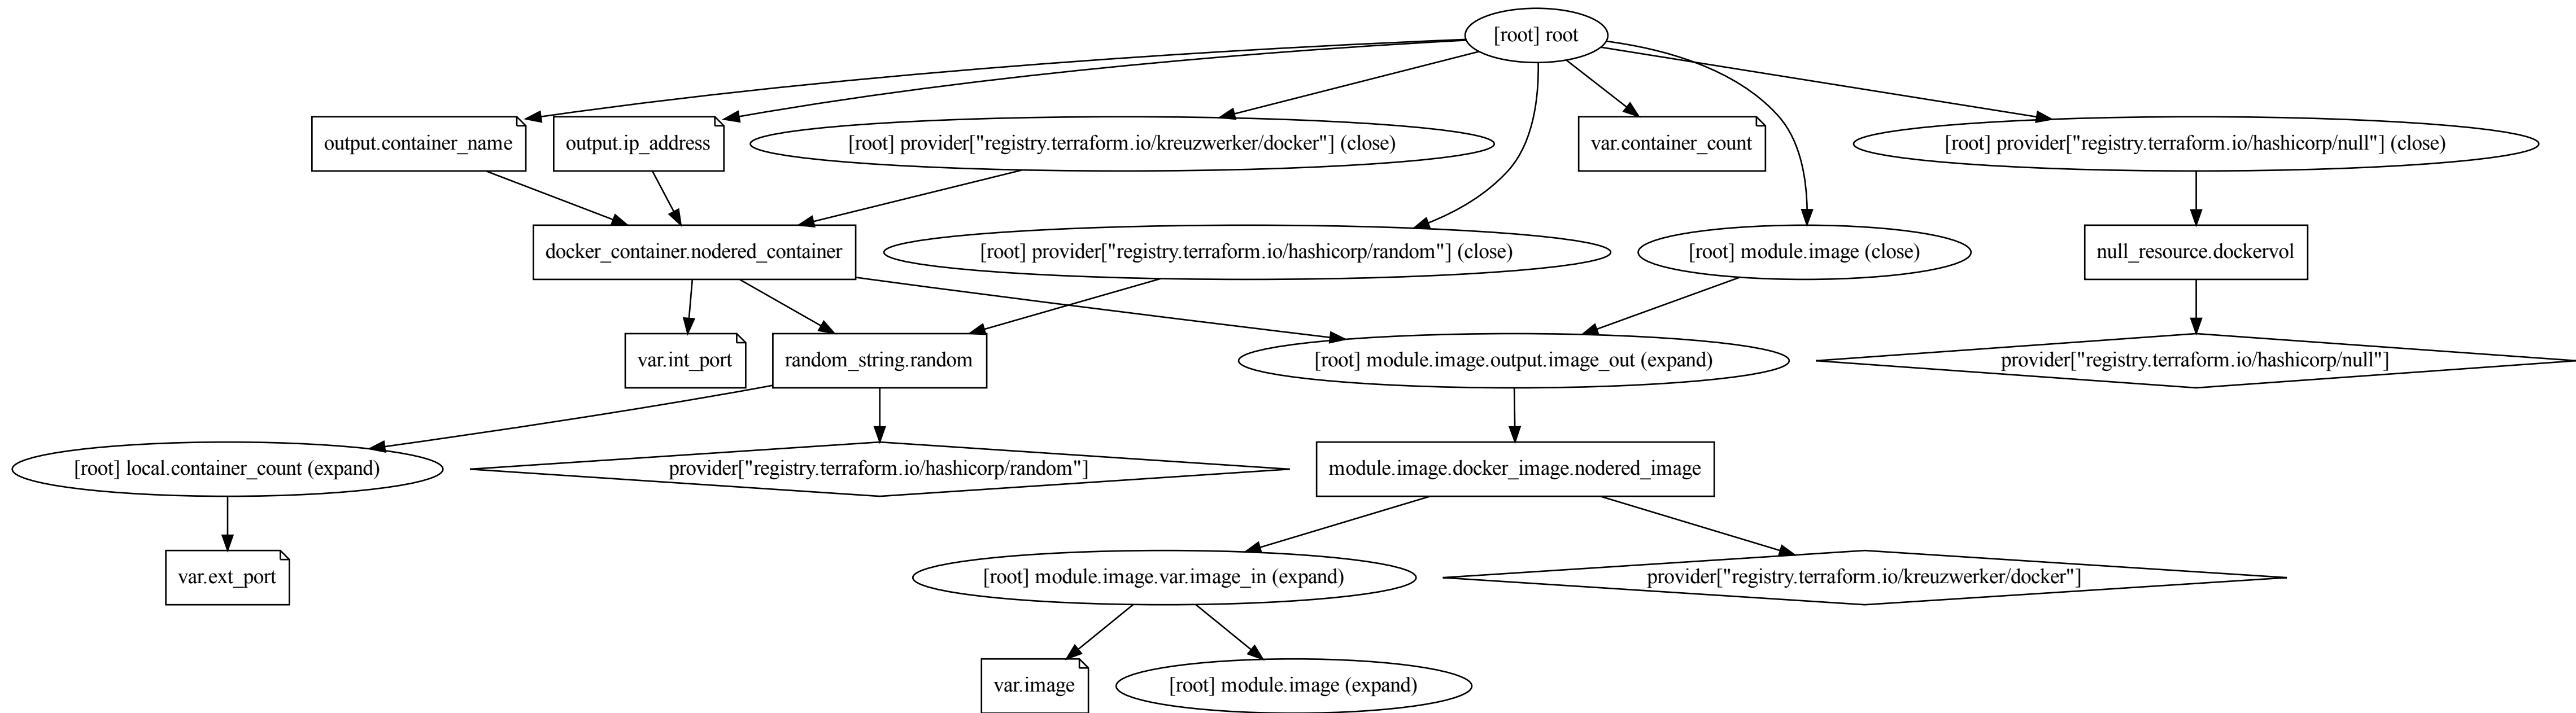 [root] root
output.container_name
output.ip_address
[root] provider["registry.terraform.io/kreuzwerker/docker"] (close)
var.container_count
[root] provider["registry.terraform.io/hashicorp/null"] (close)
docker_container.nodered_container
[root] provider["registry.terraform.io/hashicorp/random"] (close)
[root] module.image (close)
null_resource.dockervol
var.int_port
random_string.random
[root] module.image.output.image_out (expand)
provider["registry.terraform.io/hashicorp/null"]
[root] local.container_count (expand)
provider["registry.terraform.io/hashicorp/random"]
module.image.docker_image.nodered_image
var.ext_port
[root] module.image.var.image_in (expand)
provider["registry.terraform.io/kreuzwerker/docker"]
var.image
[root] module.image (expand)